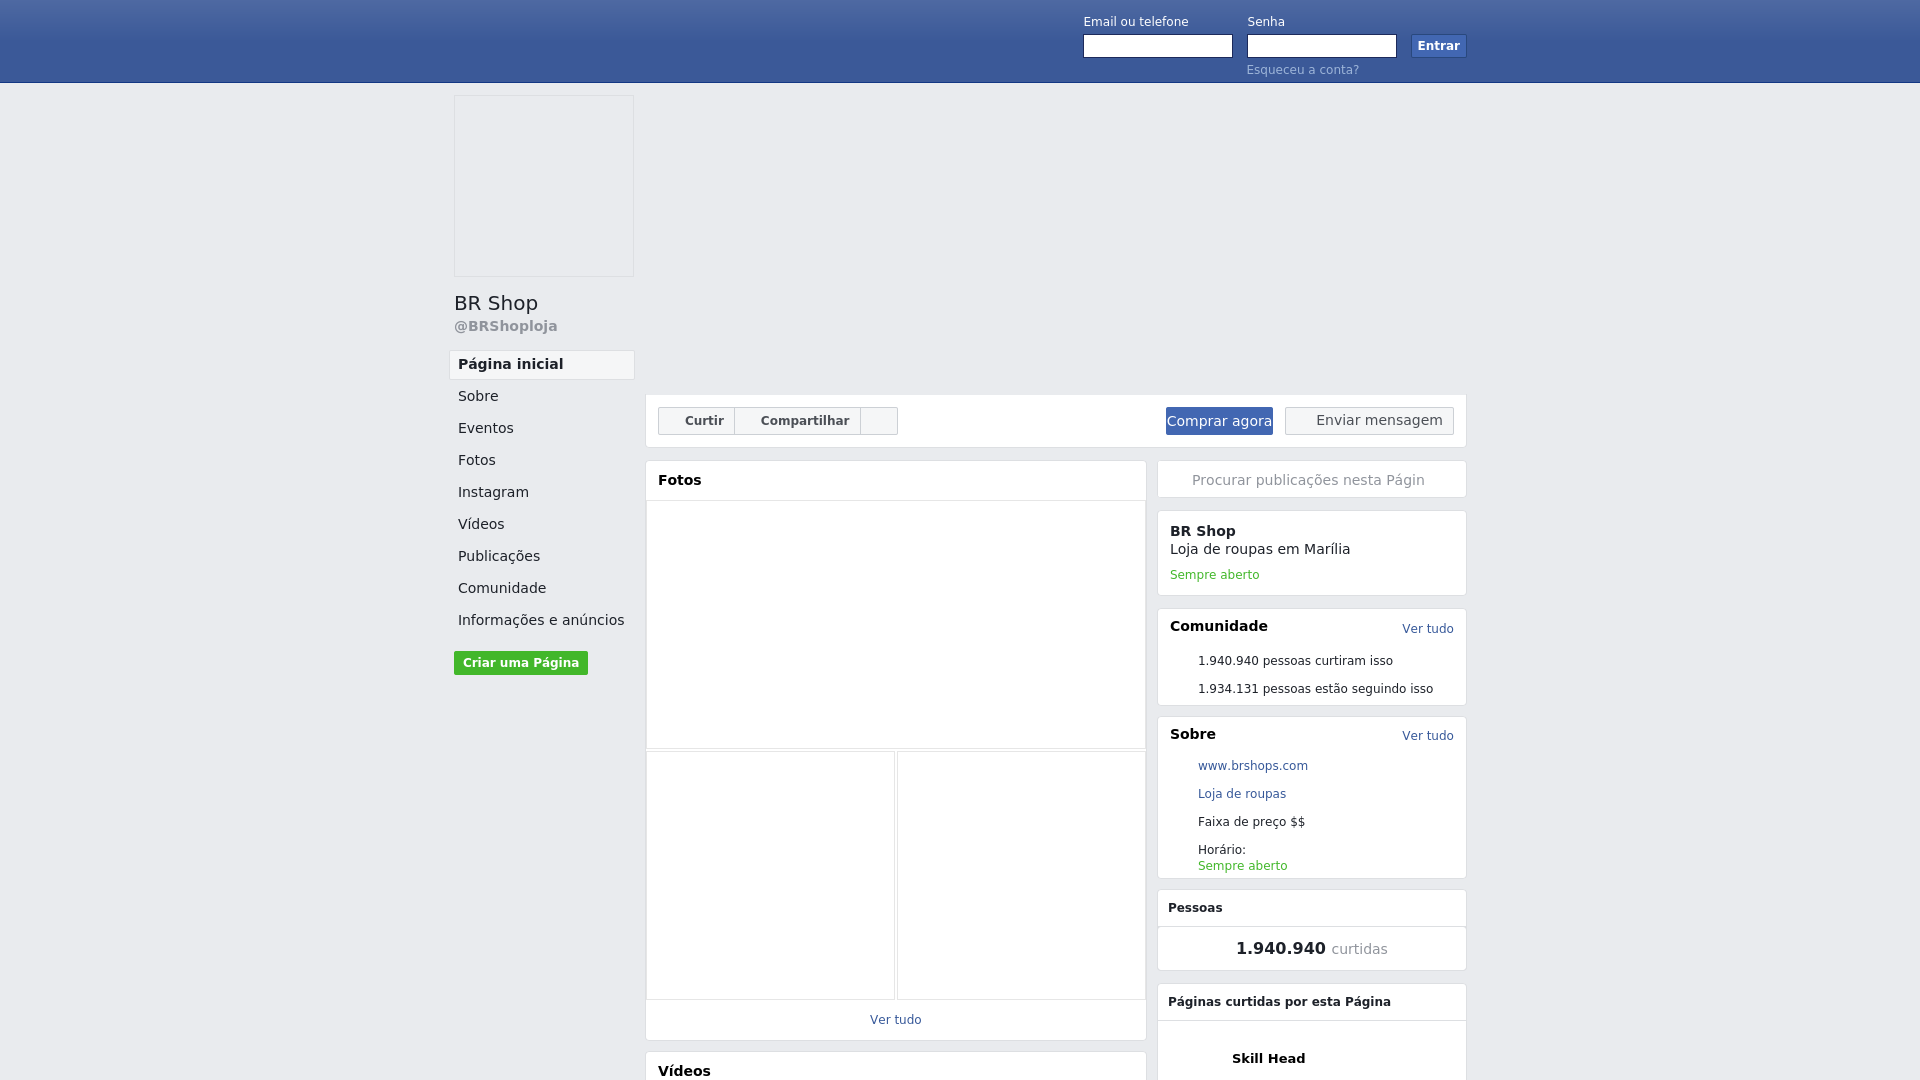 Email ou telefone
Senha
Entrar
Esqueceu a conta?
BR Shop
@BRShoploja
Página inicial
Sobre
Eventos
Fotos
Instagram
Vídeos
Publicações
Comunidade
Informações e anúncios
Criar uma Página
Curtir
Compartilhar
Comprar agora
Enviar mensagem
Fotos
Ver tudo
Vídeos
Procurar publicações nesta Págin
BR Shop
Loja de roupas em Marília
Sempre aberto
Comunidade
Ver tudo
1.940.940 pessoas curtiram isso
1.934.131 pessoas estão seguindo isso
Sobre
Ver tudo
www.brshops.com
Loja de roupas
Faixa de preço $$
Horário:
Sempre aberto
Pessoas
1.940.940 curtidas
Páginas curtidas por esta Página
Skill Head